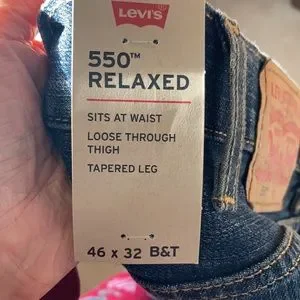 Levi's
550™
RELAXED
SITS AT WAIST
LOOSE THROUGH
THIGH
TAPERED LEG
46 x 32 B&T